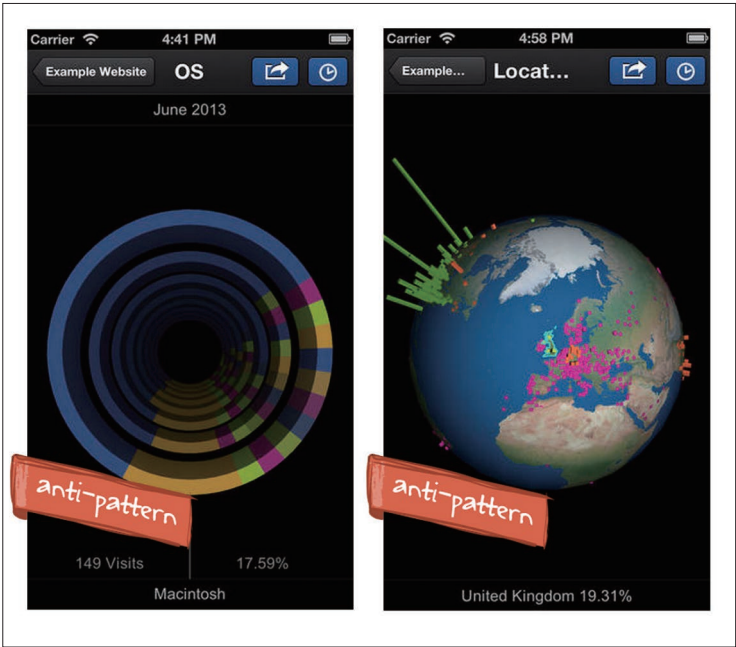 Carrier 4:41 PM
Example Website OS
June 2013
anti-pattern
149 Visits 17.59%
Macintosh
Carrier 4:58 PM
Example... Locat...
anti-pattern
United Kingdom 19.31%